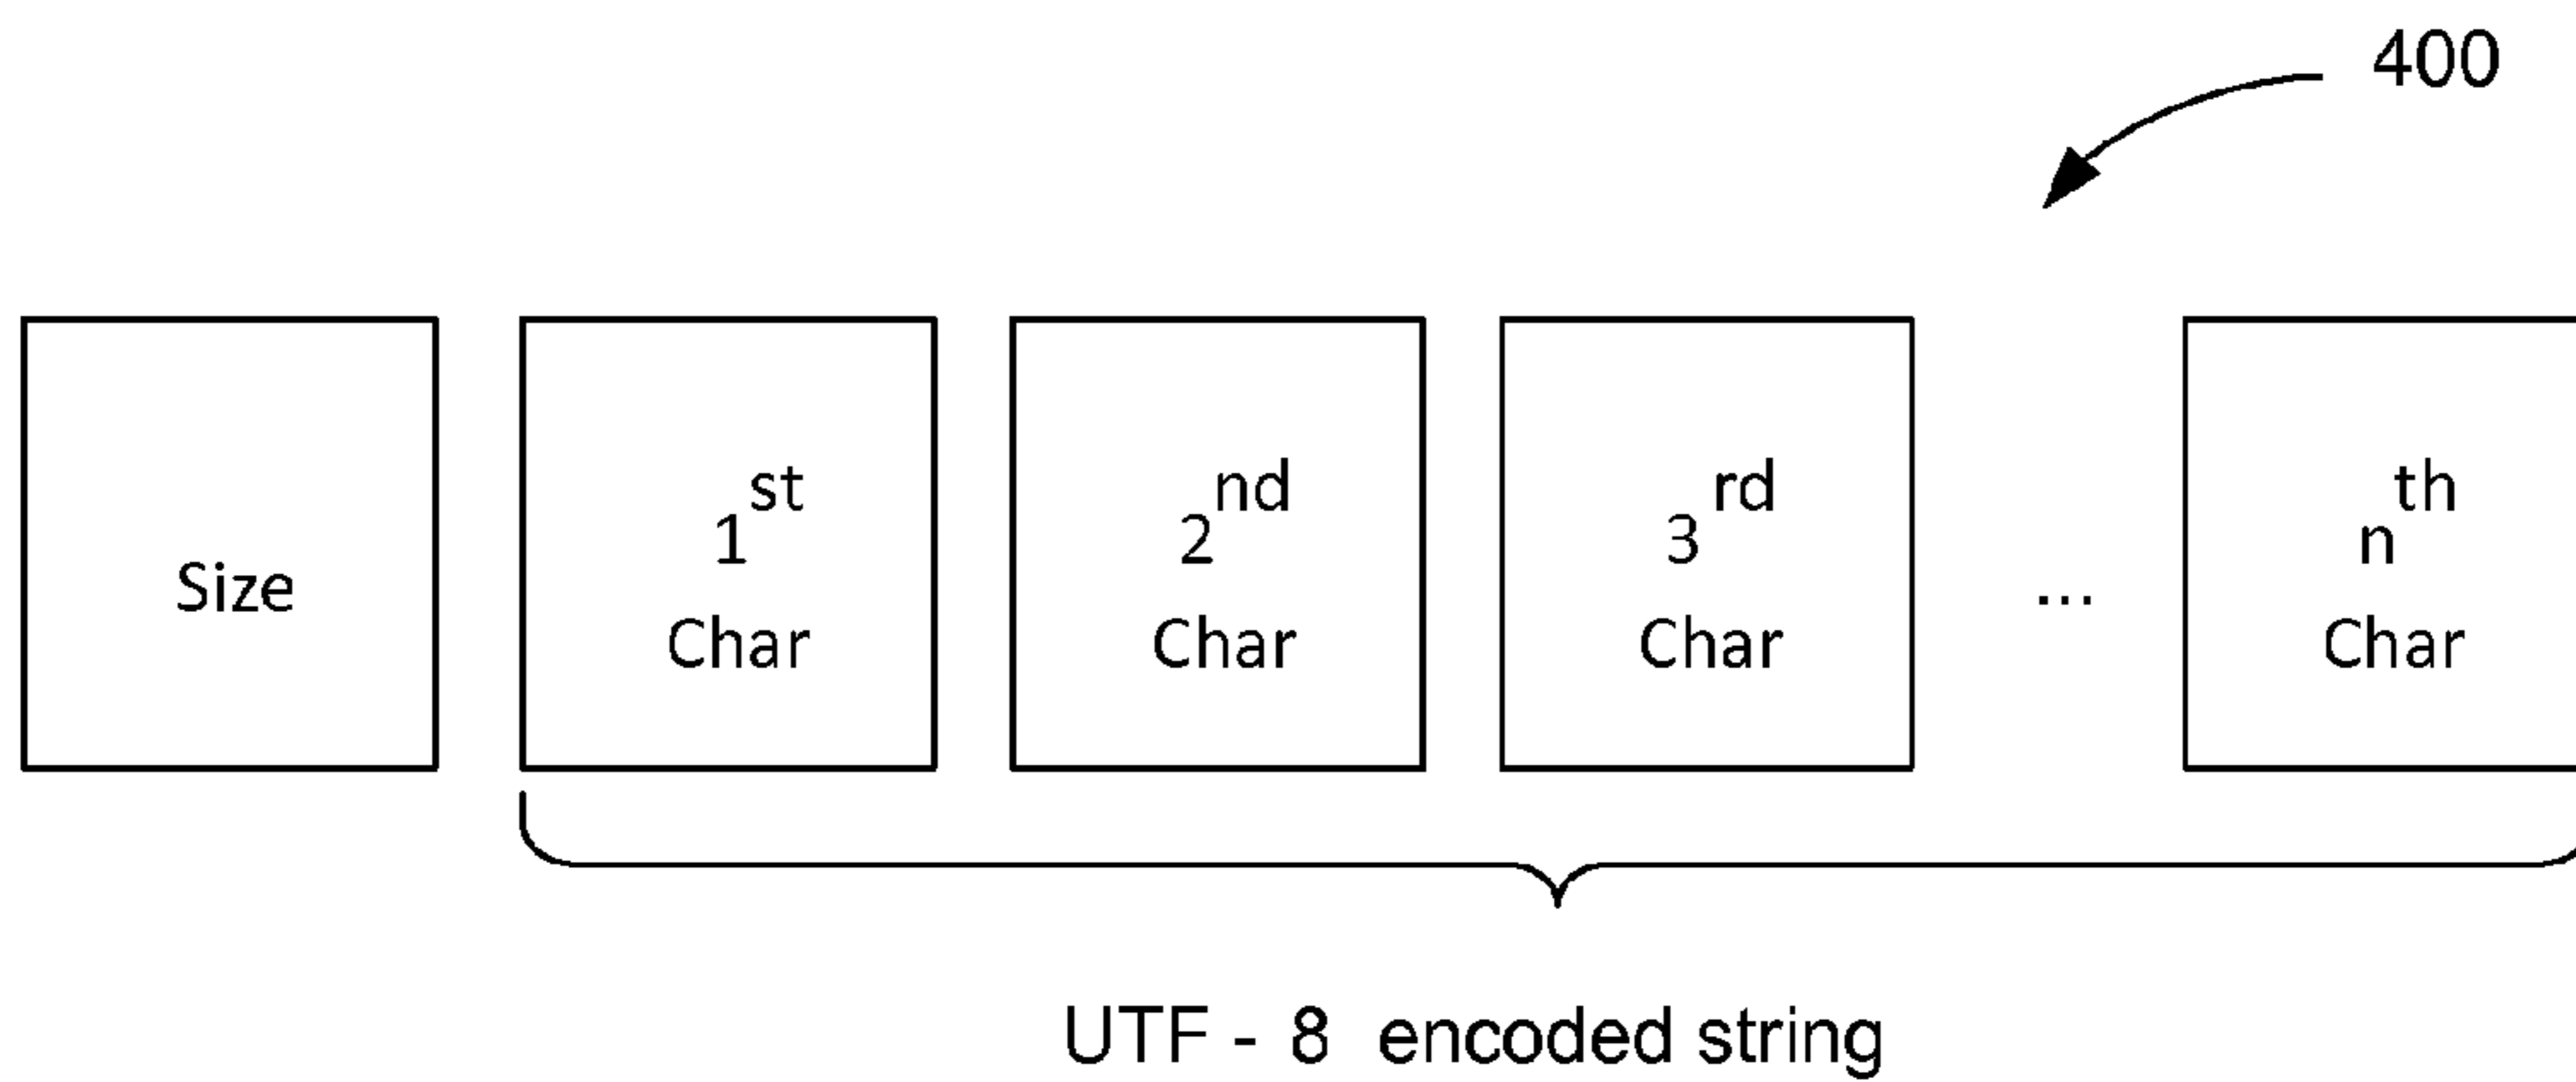 400
Size
1st
Char
2nd
Char
3rd
Char
...
nth
Char
UTF - 8 encoded string